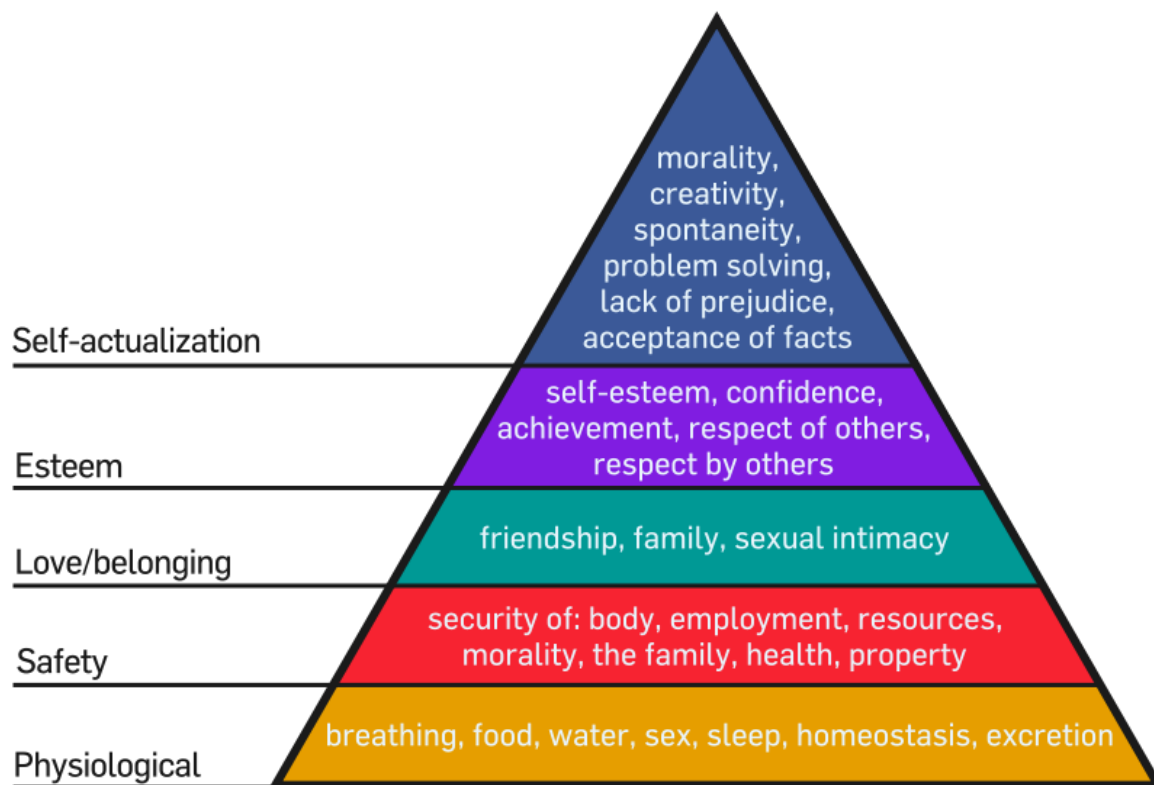 morality,
creativity,
spontaneity,
problem solving,
lack of prejudice,
acceptance of facts
Self-actualization
self-esteem, confidence,
achievement, respect of others,
respect by others
Esteem
friendship, family, sexual intimacy
Love/belonging
security of: body, employment, resources,
morality, the family, health, property
Safety
breathing, food, water, sex, sleep, homeostasis, excretion
Physiological